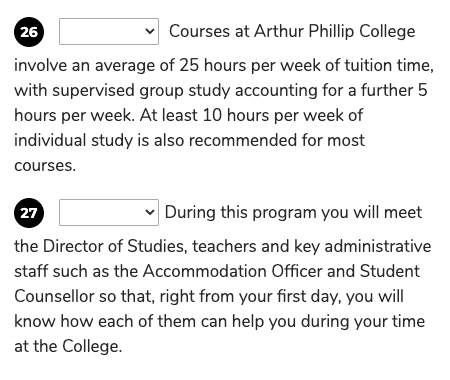 26 Courses at Arthur Phillip College
involve an average of 25 hours per week of tuition time,
with supervised group study accounting for a further 5
hours per week. At least 10 hours per week of
individual study is also recommended for most
courses.
27 During this program you will meet
the Director of Studies, teachers and key administrative
staff such as the Accommodation Officer and Student
Counsellor so that, right from your first day, you will
know how each of them can help you during your time
at the College.